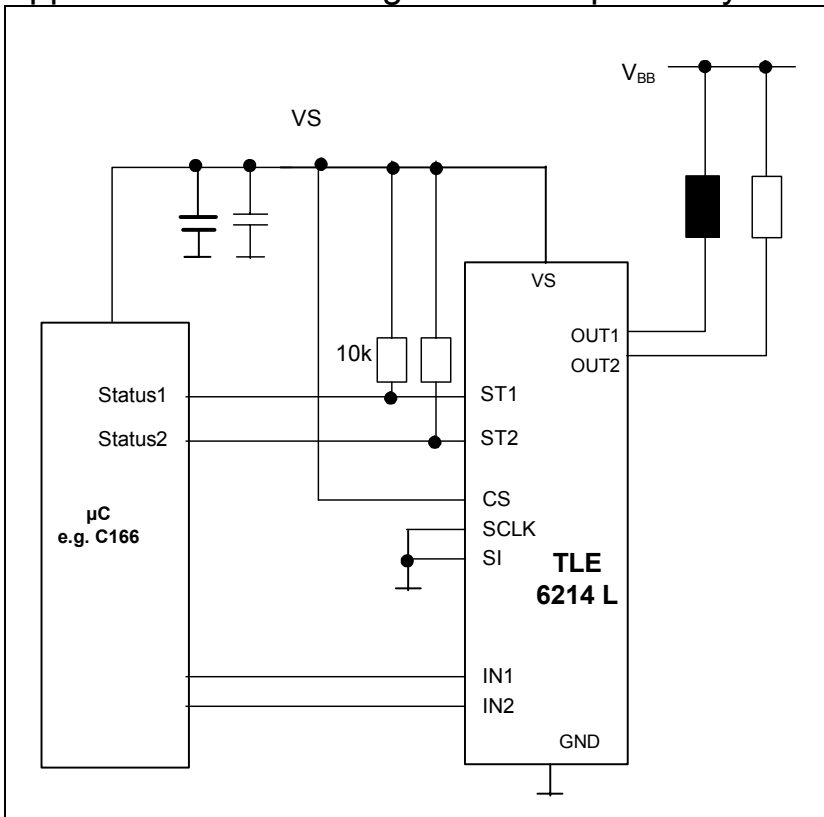 V_BB
VS
VS
OUT1
OUT2
10k
Status1
ST1
Status2
ST2
µC
e.g. C166
CS
SCLK
SI
TLE
6214 L
IN1
IN2
GND